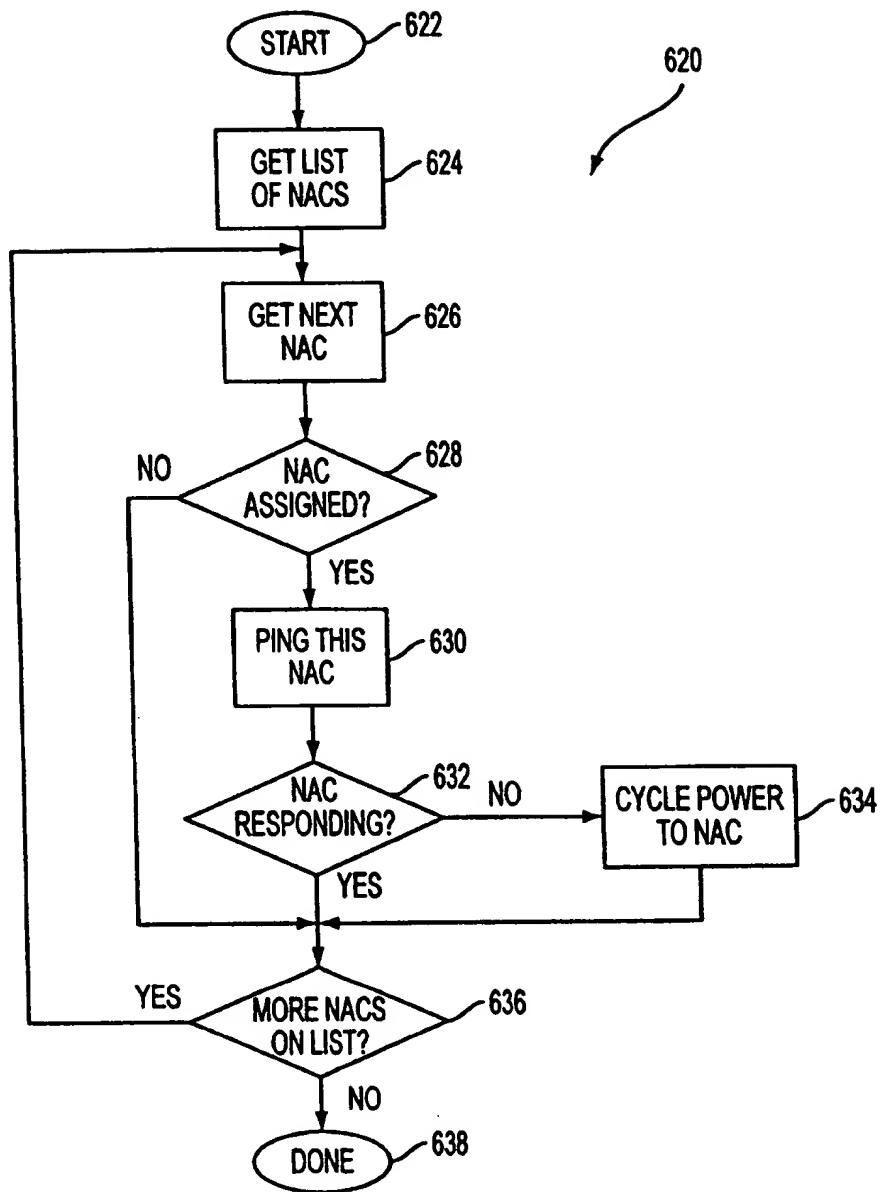 START
622
620
GET LIST
OF NACS
624
GET NEXT
NAC
626
NAC
ASSIGNED?
628
NO
YES
PING THIS
NAC
630
NAC
RESPONDING?
632
NO
CYCLE POWER
TO NAC
634
YES
MORE NACS
ON LIST?
636
YES
NO
DONE
638